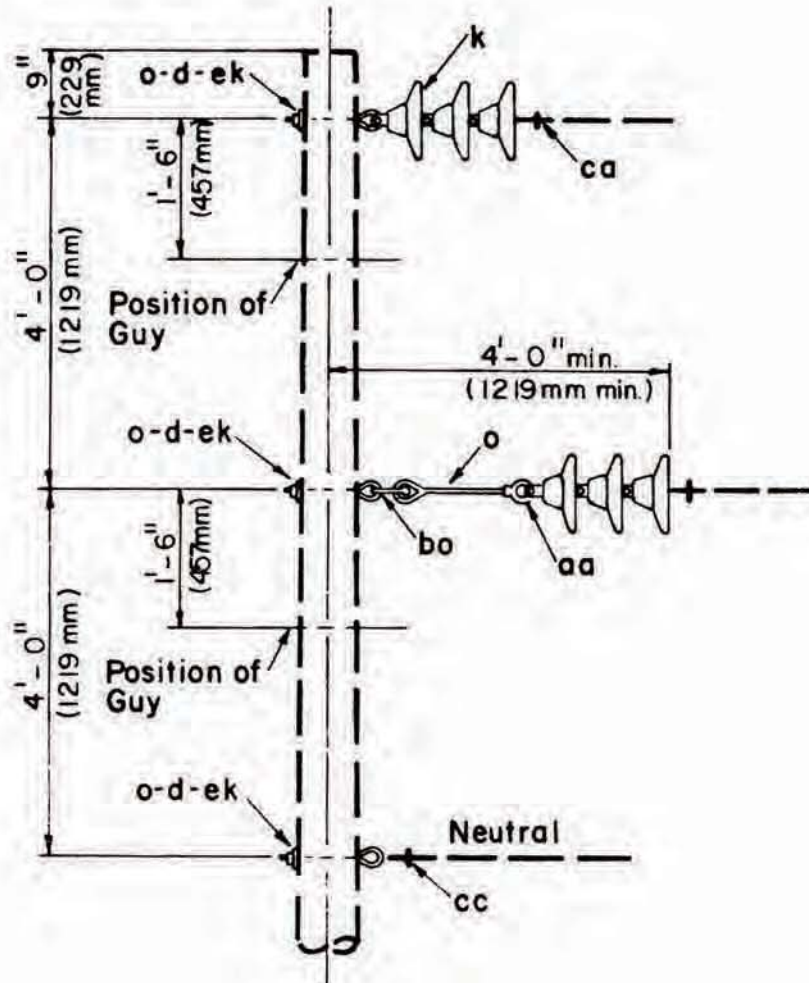 k
9"
(229
mm)
o-d-ek
ca
1'-6"
(457mm)
4'-0"
(1219 mm)
Position of
Guy
4'-0" min.
(1219mm min.)
o-d-ek
o
bo
aa
1'-6"
(457mm)
4'-0"
(1219 mm)
Position of
Guy
o-d-ek
Neutral
cc